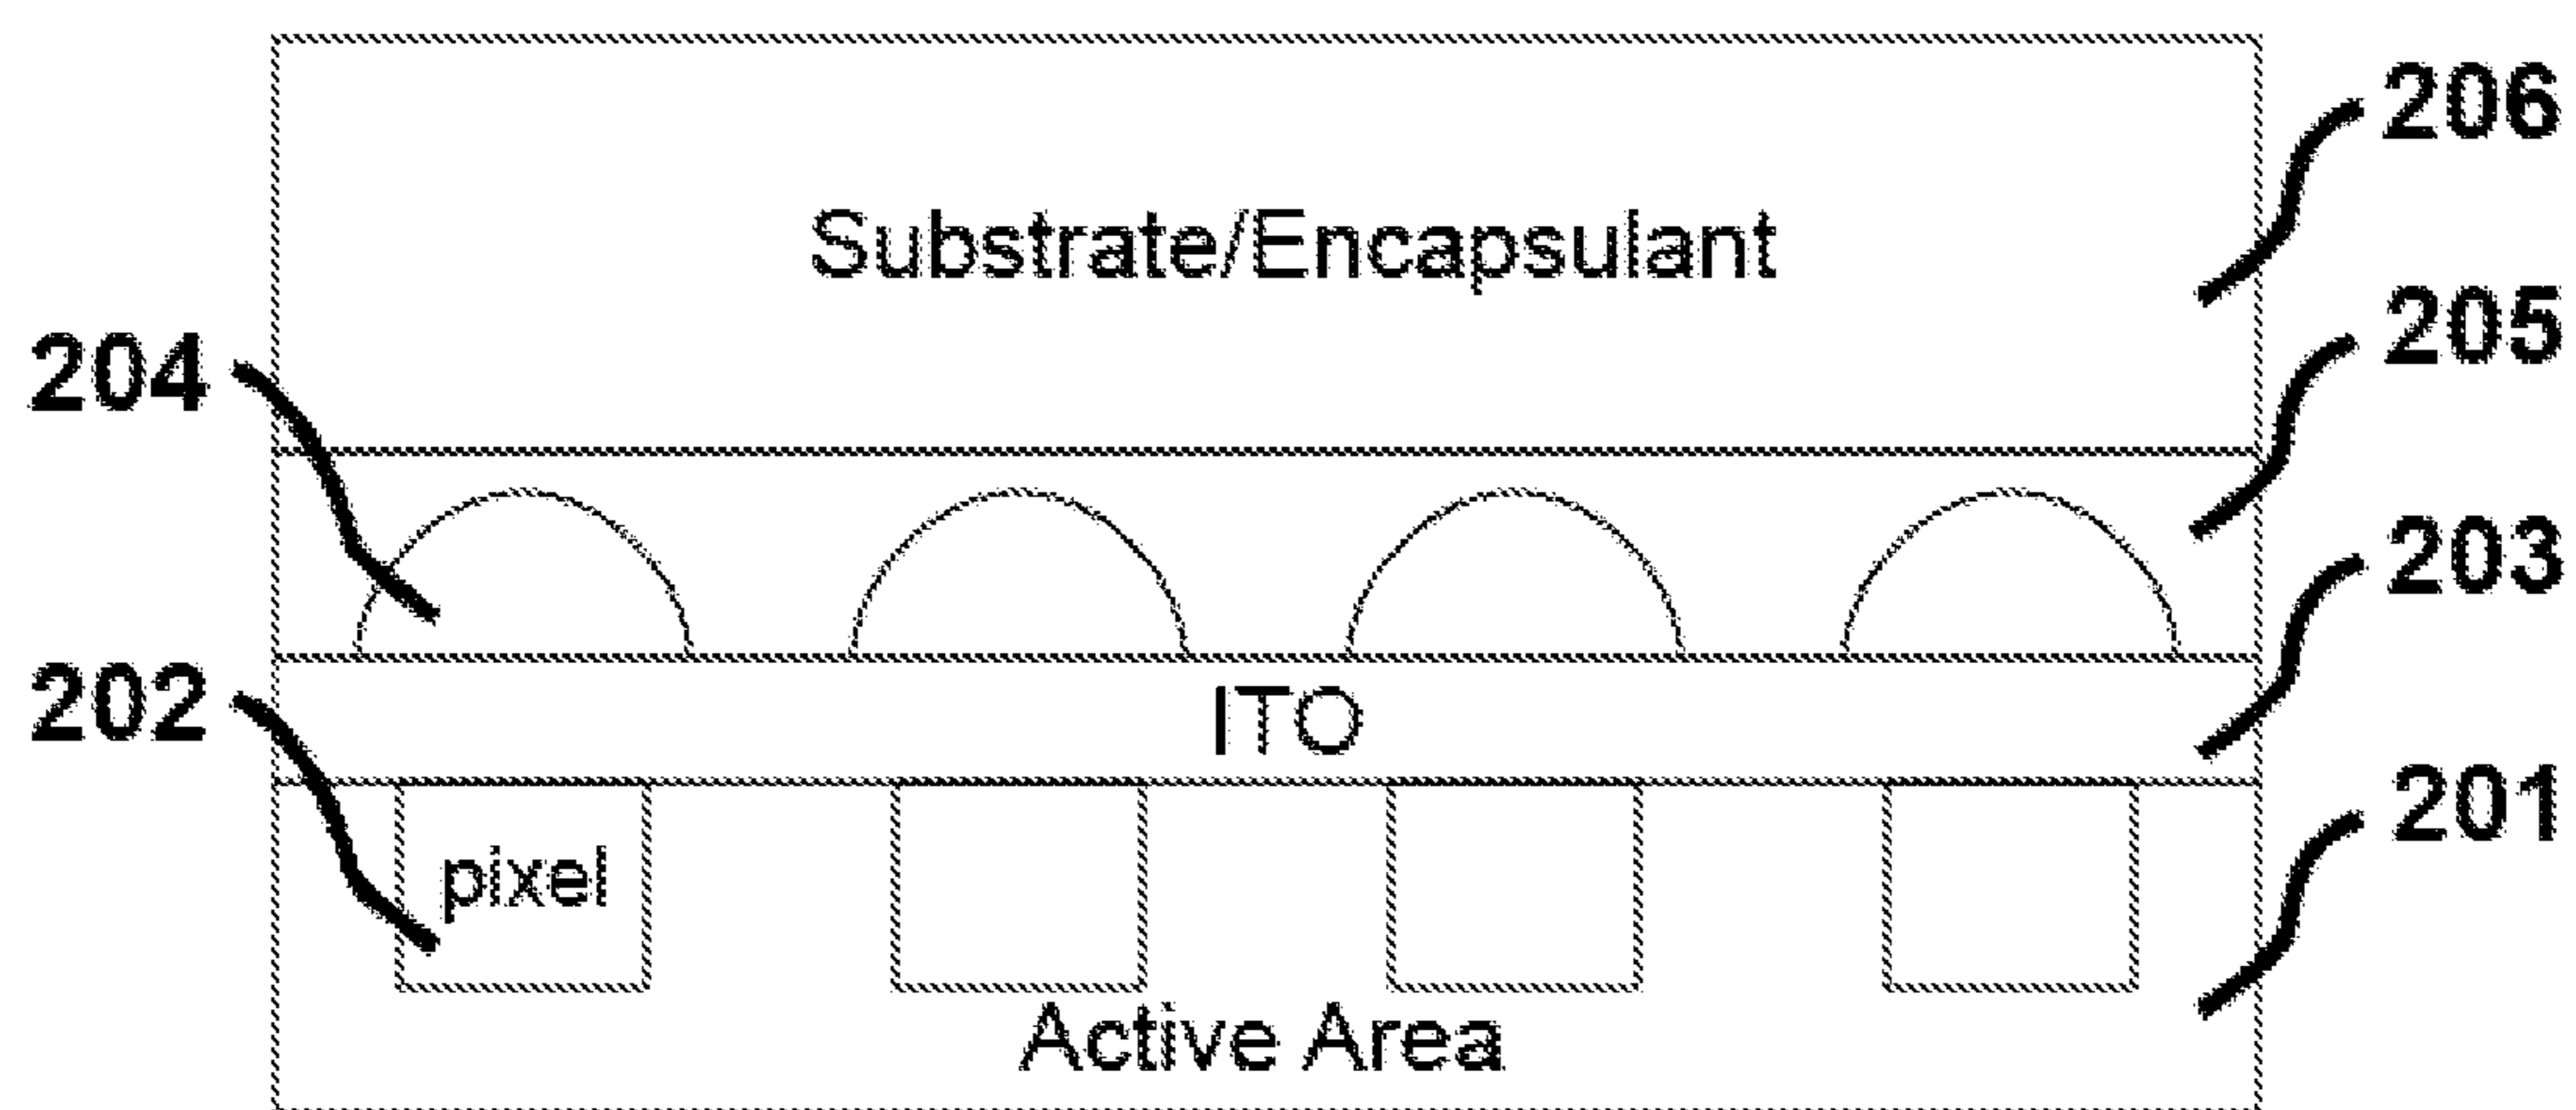 206
Substrate/Encapsulant
205
204
203
202
ITO
201
pixel
Active Area